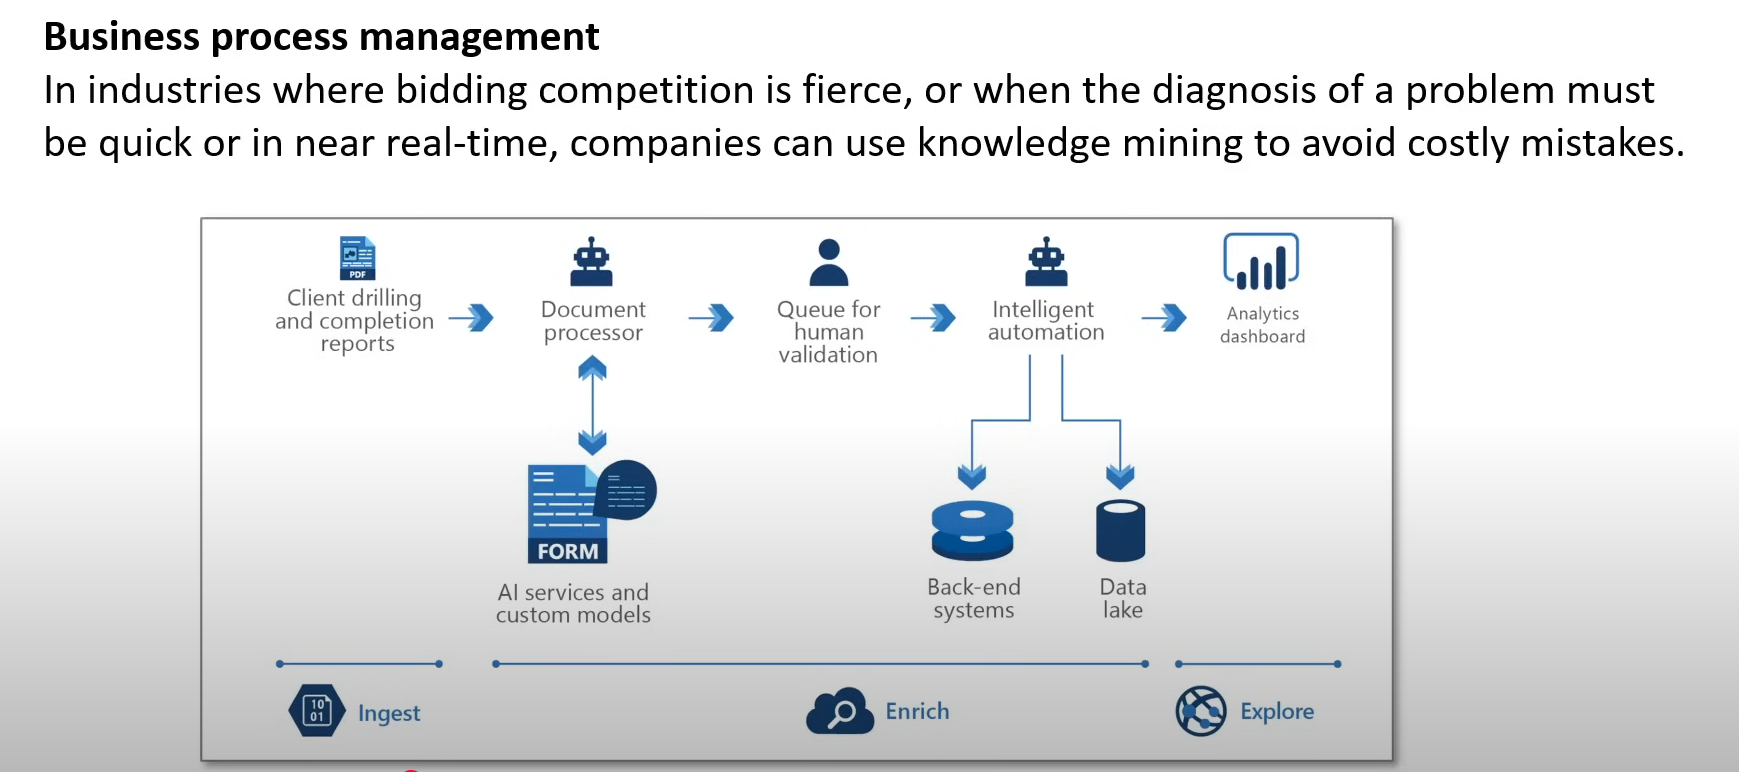 Business process management
In industries where bidding competition is fierce, or when the diagnosis of a problem must
be quick or in near real-time, companies can use knowledge mining to avoid costly mistakes.
PDF
Client drilling
and completion
reports
Document
processor
Queue for
human
validation
Intelligent
automation
Analytics
dashboard
FORM
AI services and
custom models
Back-end
systems
Data
lake
10
01
Ingest
Enrich
Explore